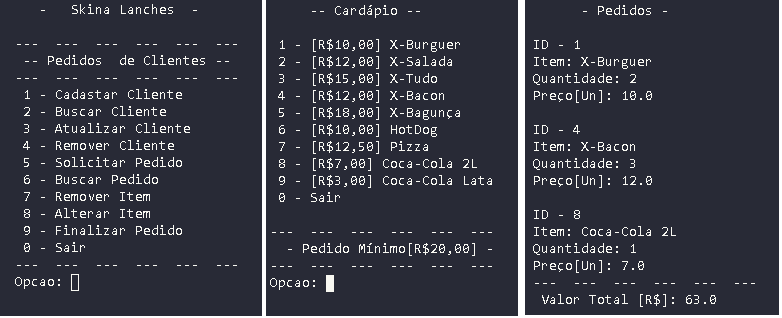 - Skina Lanches -
--- --- --- --- --- ---
-- Pedidos de Clientes --
--- --- --- --- --- ---
1 - Cadastar Cliente
2 - Buscar Cliente
3 - Atualizar Cliente
4 - Remover Cliente
5 - Solicitar Pedido
6 - Buscar Pedido
7 - Remover Item
8 - Alterar Item
9 - Finalizar Pedido
0 - Sair
--- --- --- --- --- ---
Opcao:
-- Cardápio --
1 - [R$10,00] X-Burguer
2 - [R$12,00] X-Salada
3 - [R$15,00] X-Tudo
4 - [R$12,00] X-Bacon
5 - [R$18,00] X-Bagunça
6 - [R$10,00] HotDog
7 - [R$12,50] Pizza
8 - [R$7,00] Coca-Cola 2L
9 - [R$3,00] Coca-Cola Lata
0 - Sair
--- --- --- --- --- ---
- Pedido Mínimo[R$20,00] -
--- --- --- --- --- ---
Opcao:
- Pedidos -
ID - 1
Item: X-Burguer
Quantidade: 2
Preço[Un]: 10.0
ID - 4
Item: X-Bacon
Quantidade: 3
Preço[Un]: 12.0
ID - 8
Item: Coca-Cola 2L
Quantidade: 1
Preço[Un]: 7.0
--- --- --- --- --- ---
Valor Total [R$]: 63.0